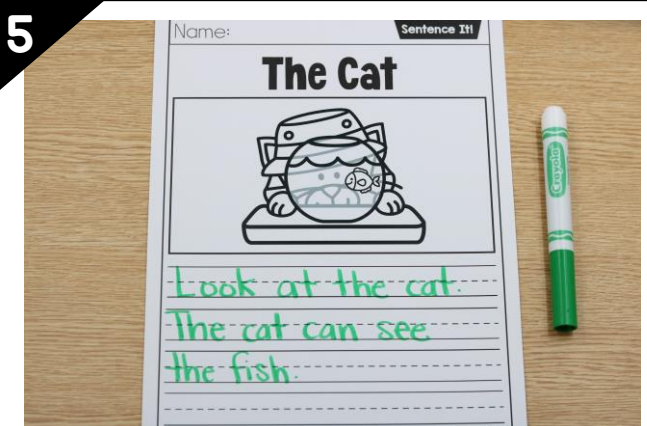 5
Name:
Sentence It!
The Cat
Look at the cat.
The cat can see
the fish.
Crayola